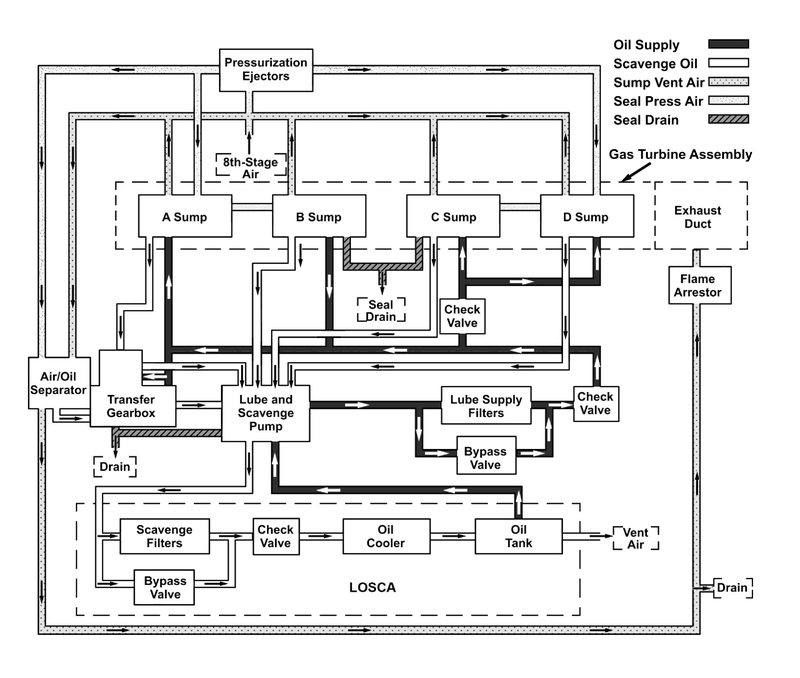 Oil Supply
Scavenge Oil
Sump Vent Air
Seal Press Air
Seal Drain
Pressurization
Ejectors
Gas Turbine Assembly
8th-Stage
Air
A Sump
B Sump
C Sump
D Sump
Exhaust
Duct
Flame
Arrestor
Seal
Drain
Check
Valve
Air/Oil
Separator
Transfer
Gearbox
Lube and
Scavenge
Pump
Lube Supply
Filters
Check
Valve
Bypass
Valve
Drain
Scavenge
Filters
Check
Valve
Oil
Cooler
Oil
Tank
Vent
Air
Bypass
Valve
LOSCA
Drain